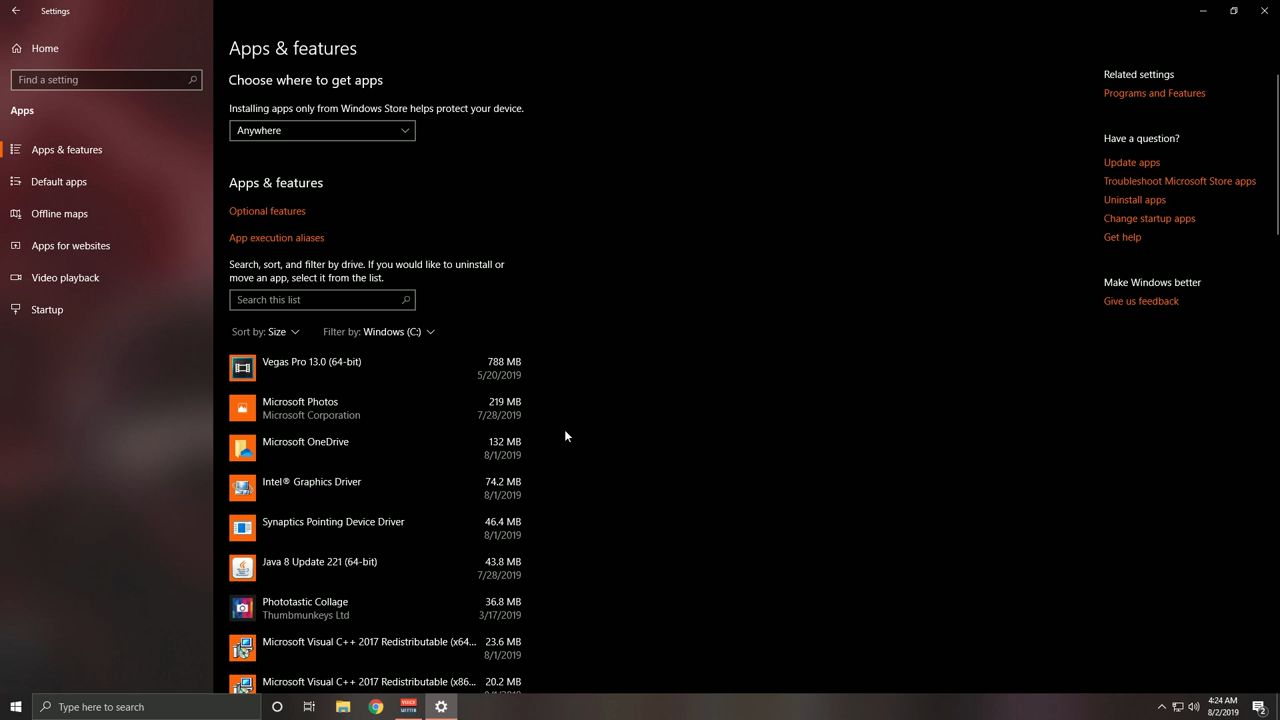 Settings
Home
Find a setting
Apps
Apps & features
Default apps
Offline maps
Apps for websites
Video playback
Startup
Apps & features
Choose where to get apps
Installing apps only from Windows Store helps protect your device.
Anywhere
Apps & features
Optional features
App execution aliases
Search, sort, and filter by drive. If you would like to uninstall or
move an app, select it from the list.
Search this list
Sort by: Size Filter by: Windows (C:)
Vegas Pro 13.0 (64-bit) 788 MB
5/20/2019
Microsoft Photos 219 MB
Microsoft Corporation 7/28/2019
Microsoft OneDrive 132 MB
8/1/2019
Intel® Graphics Driver 74.2 MB
8/1/2019
Synaptics Pointing Device Driver 46.4 MB
8/1/2019
Java 8 Update 221 (64-bit) 43.8 MB
7/28/2019
Phototastic Collage 36.8 MB
Thumbmunkeys Ltd 3/17/2019
Microsoft Visual C++ 2017 Redistributable (x64... 23.6 MB
8/1/2019
Microsoft Visual C++ 2017 Redistributable (x86... 20.2 MB
Related settings
Programs and Features
Have a question?
Update apps
Troubleshoot Microsoft Store apps
Uninstall apps
Change startup apps
Get help
Make Windows better
Give us feedback
Type here to search
4:24 AM
8/2/2019
2